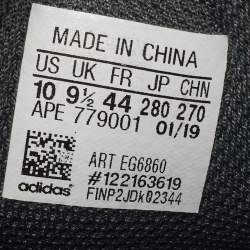 MADE IN CHINA
US UK FR JP CHN
10 9½ 44 280 270
APE 779001 01/19
ART EG6860
#122163619
FINP2JDk02344
adidas